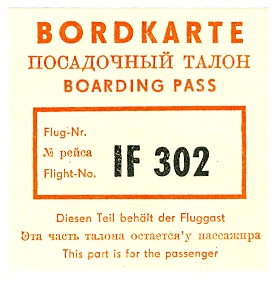 BORDKARTE
ПОСАДОЧНЫЙ ТАЛОН
BOARDING PASS
Flug-Nr.
№ рейса
Flight-No.
IF 302
Diesen Teil behält der Fluggast
Эта часть талона остается'у пассажира
This part is for the passenger